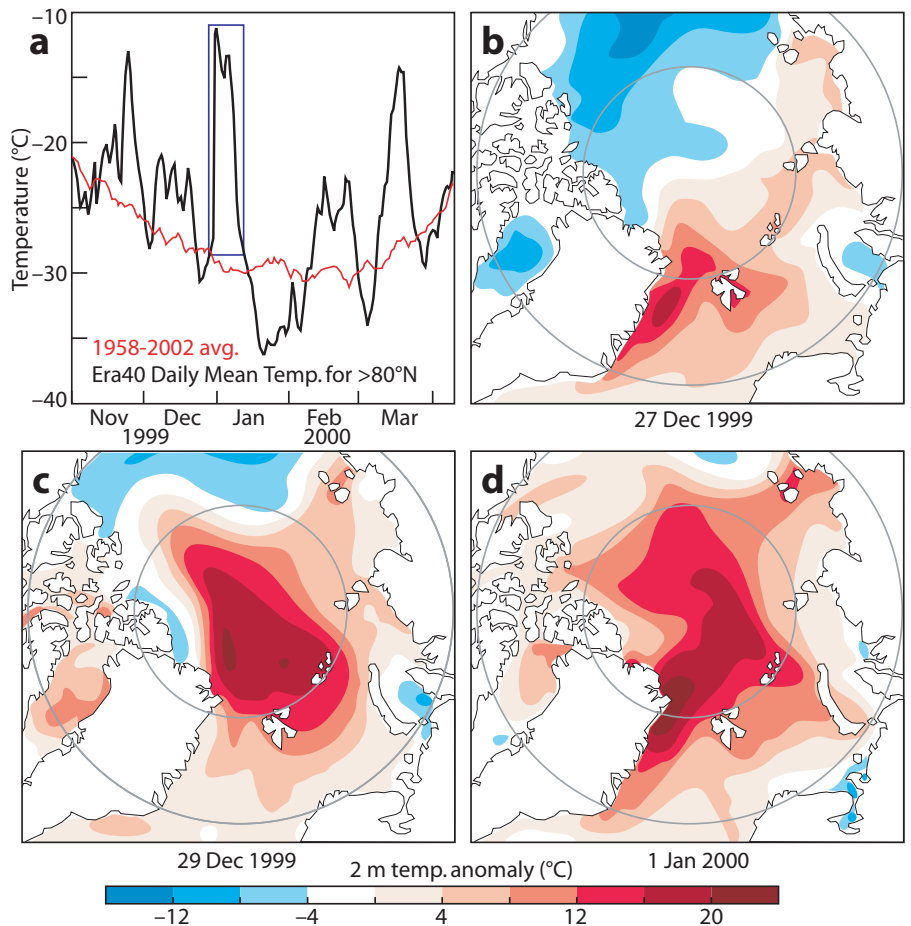 a
b
−10
−20
−30
−40
Temperature (°C)
1958-2002 avg.
Era40 Daily Mean Temp. for >80°N
Nov Dec Jan Feb Mar
1999 2000
27 Dec 1999
c
d
29 Dec 1999
1 Jan 2000
2 m temp. anomaly (°C)
−12 −4 4 12 20